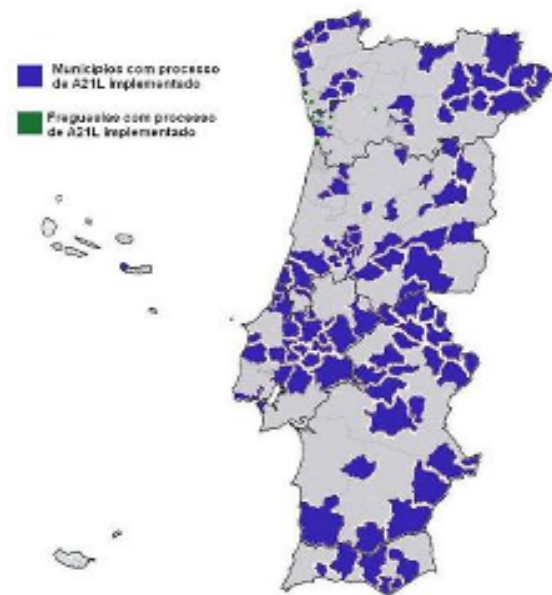 Municípios com processo
de A21L implementado
Freguesias com processo
de A21L implementado